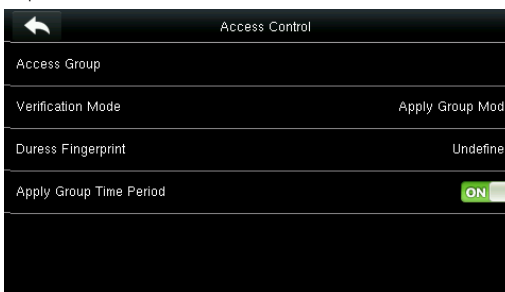 Access Control
Access Group
Verification Mode Apply Group Mod
Duress Fingerprint Undefine
Apply Group Time Period ON